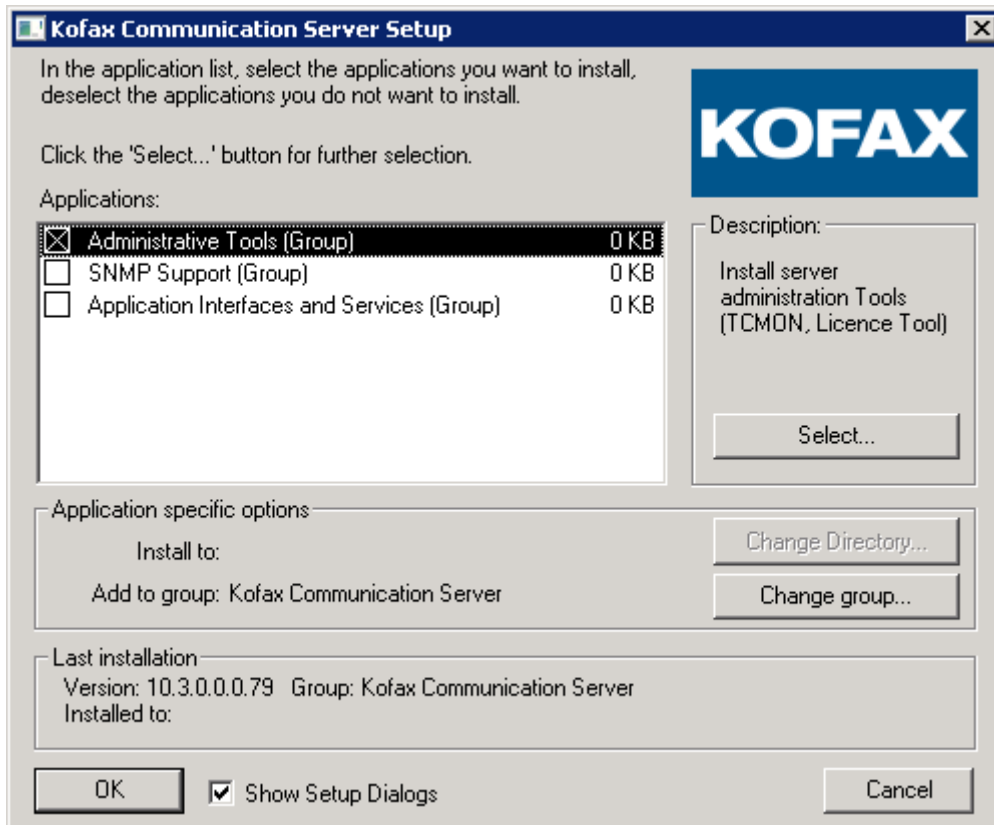 Kofax Communication Server Setup
In the application list, select the applications you want to install,
deselect the applications you do not want to install.
Click the 'Select...' button for further selection.
KOFAX
Applications:
Administrative Tools (Group) 0 KB
SNMP Support (Group) 0 KB
Application Interfaces and Services (Group) 0 KB
Description:
Install server
administration Tools
(TCMON, Licence Tool)
Select...
Application specific options
Install to:
Change Directory...
Add to group: Kofax Communication Server
Change group...
Last installation
Version: 10.3.0.0.0.79 Group: Kofax Communication Server
Installed to:
OK
Show Setup Dialogs
Cancel